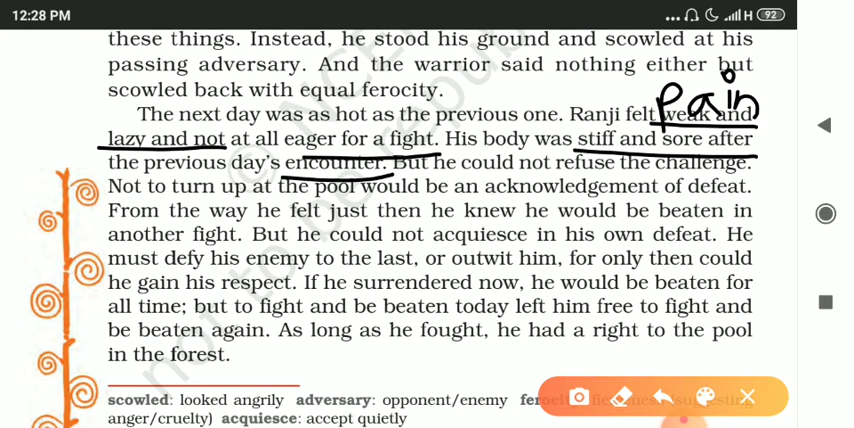 12:28 PM ... H 92
these things. Instead, he stood his ground and scowled at his
passing adversary. And the warrior said nothing either but
scowled back with equal ferocity.
pain
The next day was as hot as the previous one. Ranji felt weak and
lazy and not at all eager for a fight. His body was stiff and sore after
the previous day's encounter. But he could not refuse the challenge.
Not to turn up at the pool would be an acknowledgement of defeat.
From the way he felt just then he knew he would be beaten in
another fight. But he could not acquiesce in his own defeat. He
must defy his enemy to the last, or outwit him, for only then could
he gain his respect. If he surrendered now, he would be beaten for
all time; but to fight and be beaten today left him free to fight and
be beaten again. As long as he fought, he had a right to the pool
in the forest.
scowled: looked angrily adversary: opponent/enemy
anger/cruelty) acquiesce: accept quietly